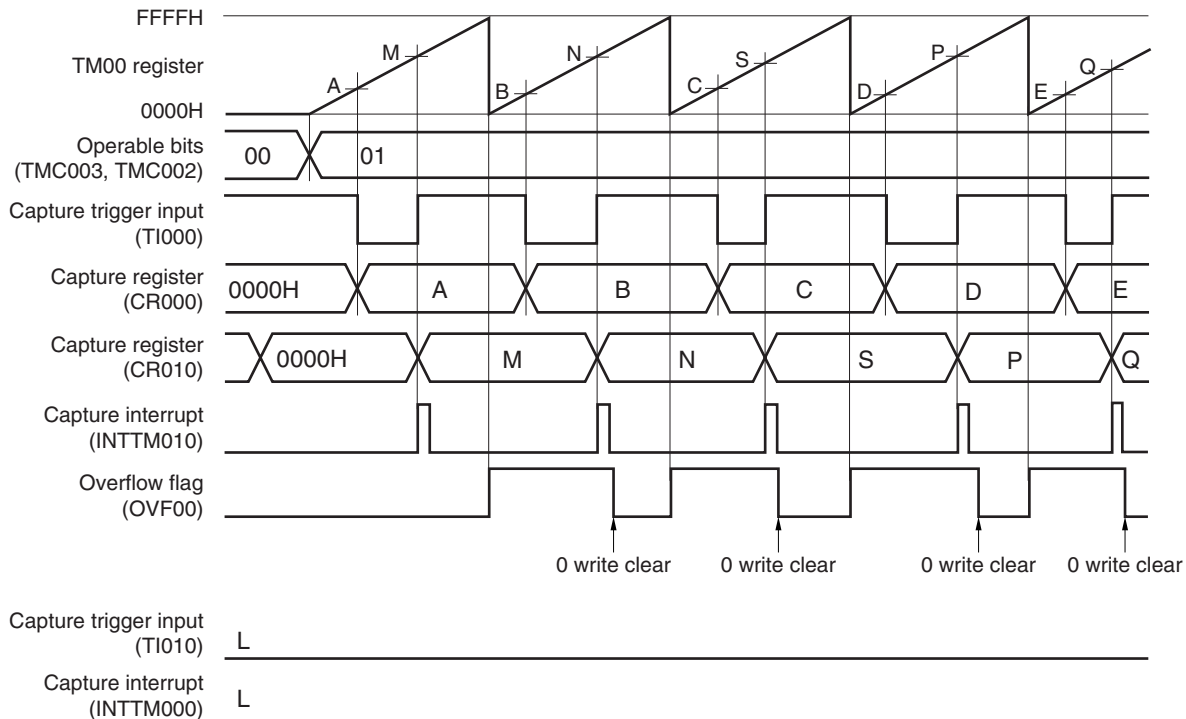 FFFFH
TM00 register
0000H
A M B N C S D P E Q
Operable bits
(TMC003, TMC002)
00 01
Capture trigger input
(TI000)
Capture register
(CR000)
0000H A B C D E
Capture register
(CR010)
0000H M N S P Q
Capture interrupt
(INTTM010)
Overflow flag
(OVF00)
0 write clear 0 write clear 0 write clear 0 write clear
Capture trigger input
(TI010)
L
Capture interrupt
(INTTM000)
L